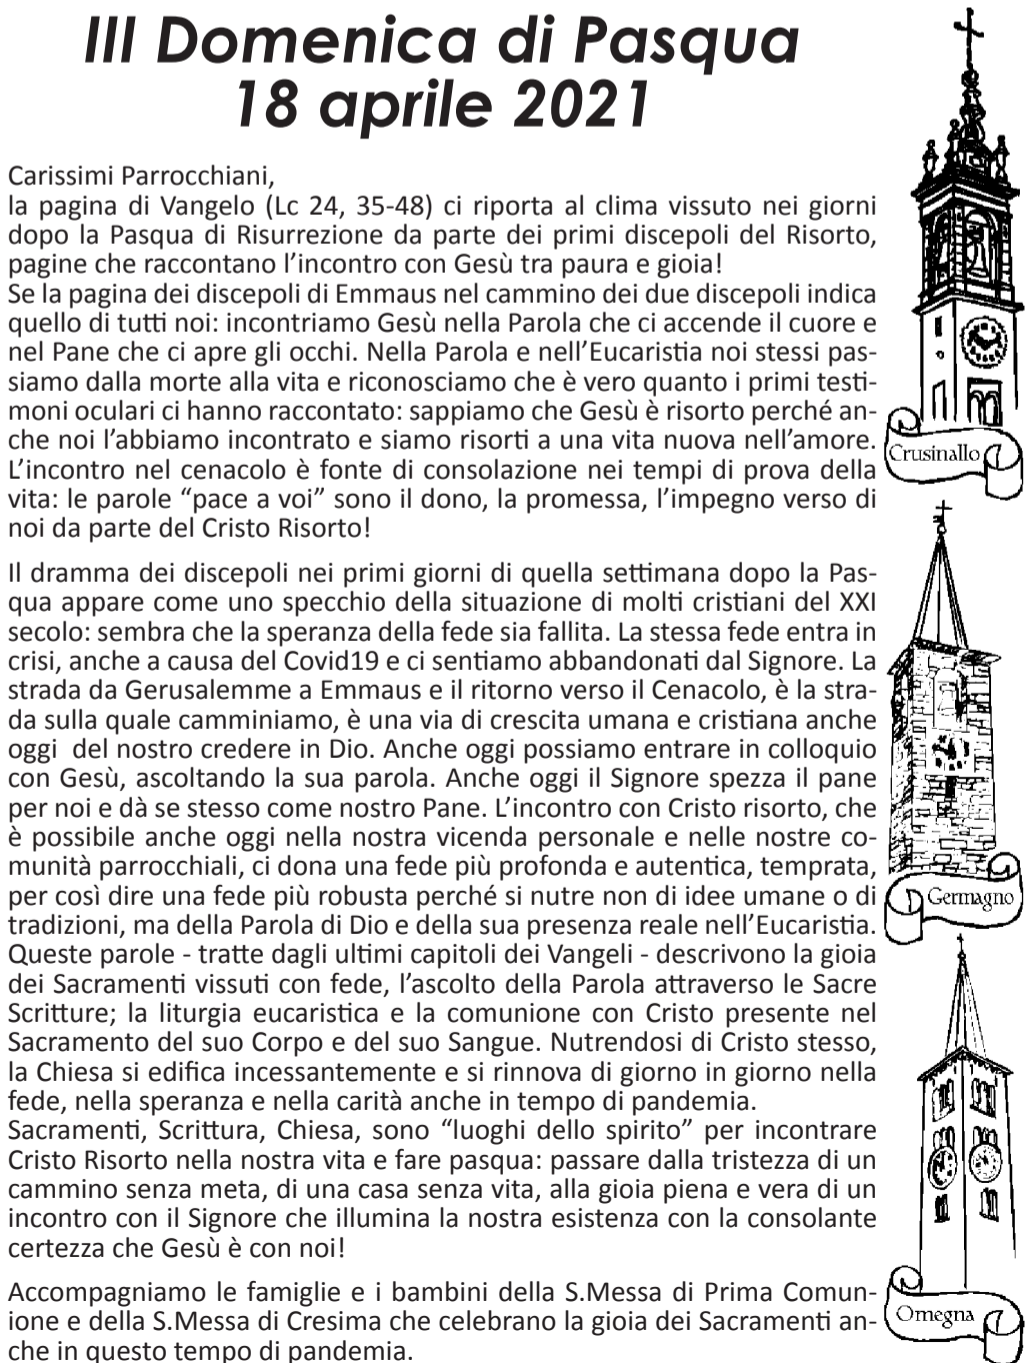 III Domenica di Pasqua
18 aprile 2021
Carissimi Parrocchiani,
la pagina di Vangelo (Lc 24, 35-48) ci riporta al clima vissuto nei giorni
dopo la Pasqua di Risurrezione da parte dei primi discepoli del Risorto,
pagine che raccontano l’incontro con Gesù tra paura e gioia!
Se la pagina dei discepoli di Emmaus nel cammino dei due discepoli indica
quello di tutti noi: incontriamo Gesù nella Parola che ci accende il cuore e
nel Pane che ci apre gli occhi. Nella Parola e nell’Eucaristia noi stessi pas-
siamo dalla morte alla vita e riconosciamo che è vero quanto i primi testi-
moni oculari ci hanno raccontato: sappiamo che Gesù è risorto perché an-
che noi l’abbiamo incontrato e siamo risorti a una vita nuova nell’amore.
L’incontro nel cenacolo è fonte di consolazione nei tempi di prova della
vita: le parole “pace a voi” sono il dono, la promessa, l’impegno verso di
noi da parte del Cristo Risorto!
Il dramma dei discepoli nei primi giorni di quella settimana dopo la Pas-
qua appare come uno specchio della situazione di molti cristiani del XXI
secolo: sembra che la speranza della fede sia fallita. La stessa fede entra in
crisi, anche a causa del Covid19 e ci sentiamo abbandonati dal Signore. La
strada da Gerusalemme a Emmaus e il ritorno verso il Cenacolo, è la stra-
da sulla quale camminiamo, è una via di crescita umana e cristiana anche
oggi  del nostro credere in Dio. Anche oggi possiamo entrare in colloquio
con Gesù, ascoltando la sua parola. Anche oggi il Signore spezza il pane
per noi e dà se stesso come nostro Pane. L’incontro con Cristo risorto, che
è possibile anche oggi nella nostra vicenda personale e nelle nostre co-
munità parrocchiali, ci dona una fede più profonda e autentica, temprata,
per così dire una fede più robusta perché si nutre non di idee umane o di
tradizioni, ma della Parola di Dio e della sua presenza reale nell’Eucaristia.
Queste parole - tratte dagli ultimi capitoli dei Vangeli - descrivono la gioia
dei Sacramenti vissuti con fede, l’ascolto della Parola attraverso le Sacre
Scritture; la liturgia eucaristica e la comunione con Cristo presente nel
Sacramento del suo Corpo e del suo Sangue. Nutrendosi di Cristo stesso,
la Chiesa si edifica incessantemente e si rinnova di giorno in giorno nella
fede, nella speranza e nella carità anche in tempo di pandemia.
Sacramenti, Scrittura, Chiesa, sono “luoghi dello spirito” per incontrare
Cristo Risorto nella nostra vita e fare pasqua: passare dalla tristezza di un
cammino senza meta, di una casa senza vita, alla gioia piena e vera di un
incontro con il Signore che illumina la nostra esistenza con la consolante
certezza che Gesù è con noi!
Accompagniamo le famiglie e i bambini della S.Messa di Prima Comun-
ione e della S.Messa di Cresima che celebrano la gioia dei Sacramenti an-
che in questo tempo di pandemia.
Crusinallo
Germagno
Omegna